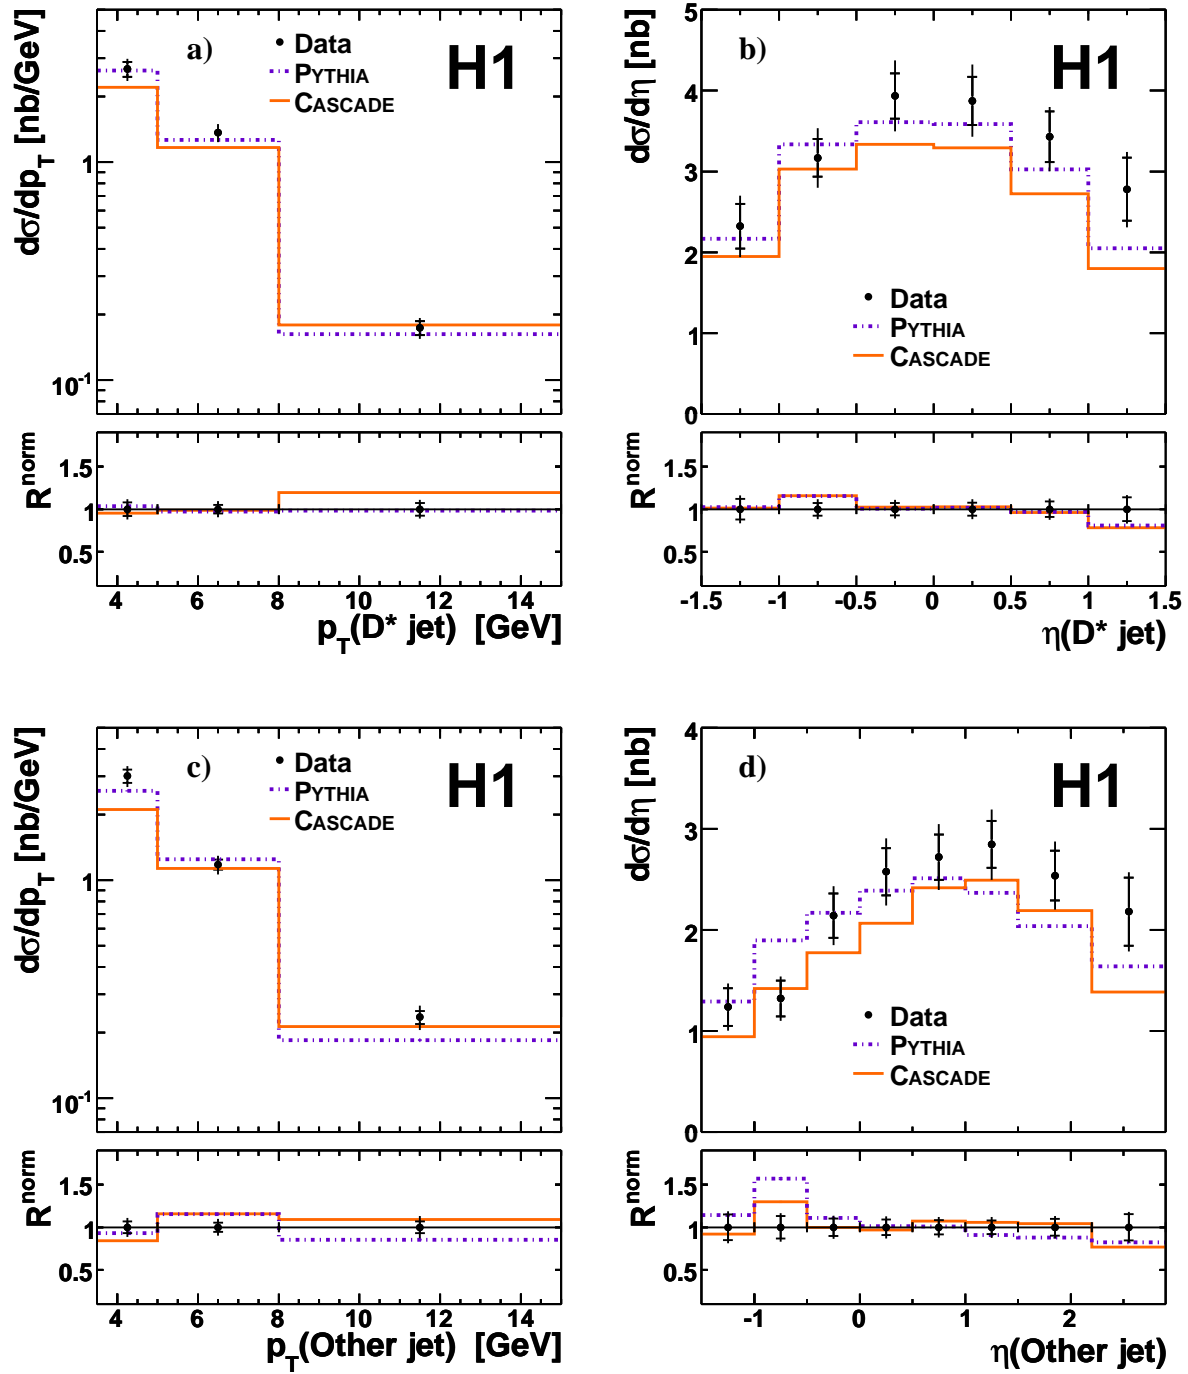 a)
Data
PYTHIA
CASCADE
H1
dσ/dp_T [nb/GeV]
1
10^-1
R^norm
1.5
1
0.5
4 6 8 10 12 14
p_T(D* jet) [GeV]
b)
H1
dσ/dη [nb]
5
4
3
2
1
0
Data
PYTHIA
CASCADE
R^norm
1.5
1
0.5
-1.5 -1 -0.5 0 0.5 1 1.5
η(D* jet)
c)
Data
PYTHIA
CASCADE
H1
dσ/dp_T [nb/GeV]
1
10^-1
R^norm
1.5
1
0.5
4 6 8 10 12 14
p_T(Other jet) [GeV]
d)
H1
dσ/dη [nb]
4
3
2
1
0
Data
PYTHIA
CASCADE
R^norm
1.5
1
0.5
-1 0 1 2
η(Other jet)